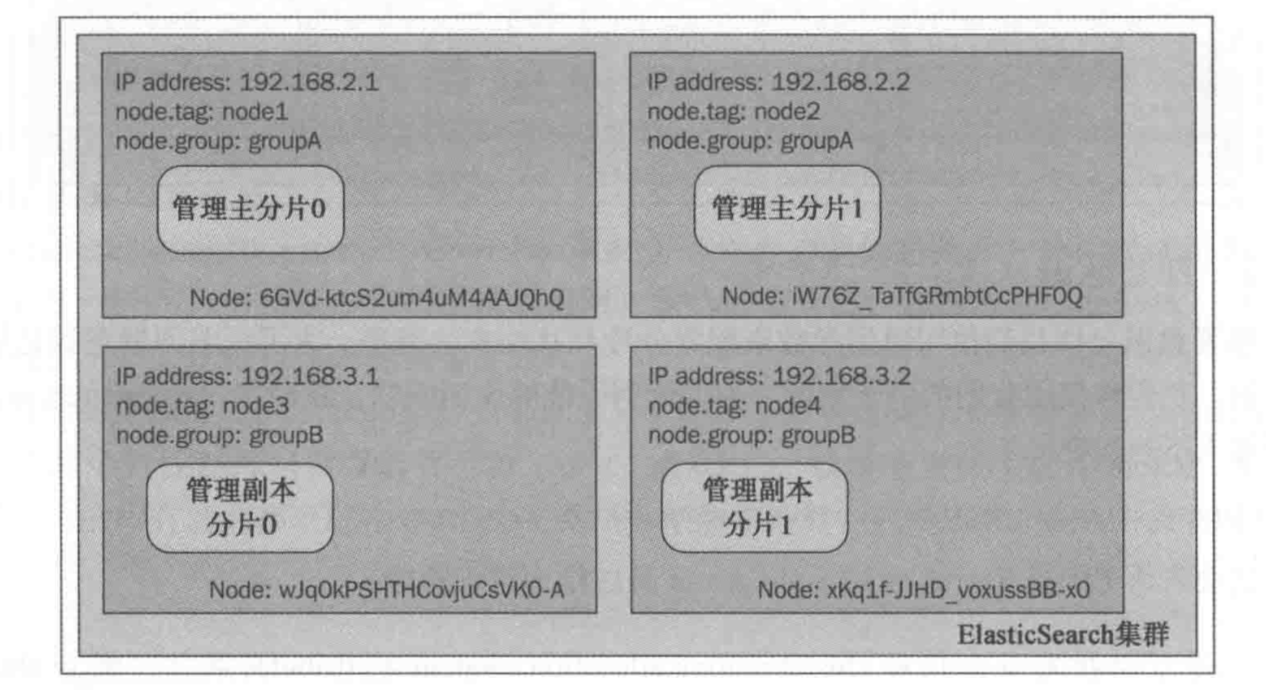 IP address: 192.168.2.1
node.tag: node1
node.group: groupA
管理主分片0
Node: 6GVd-ktcS2um4uM4AAJQhQ
IP address: 192.168.2.2
node.tag: node2
node.group: groupA
管理主分片1
Node: iW76Z_TaTfGRmbtCcPHF0Q
IP address: 192.168.3.1
node.tag: node3
node.group: groupB
管理副本
分片0
Node: wJq0kPSHTHCovjuCsVK0-A
IP address: 192.168.3.2
node.tag: node4
node.group: groupB
管理副本
分片1
Node: xKq1f-JJHD_voxussBB-x0
ElasticSearch集群